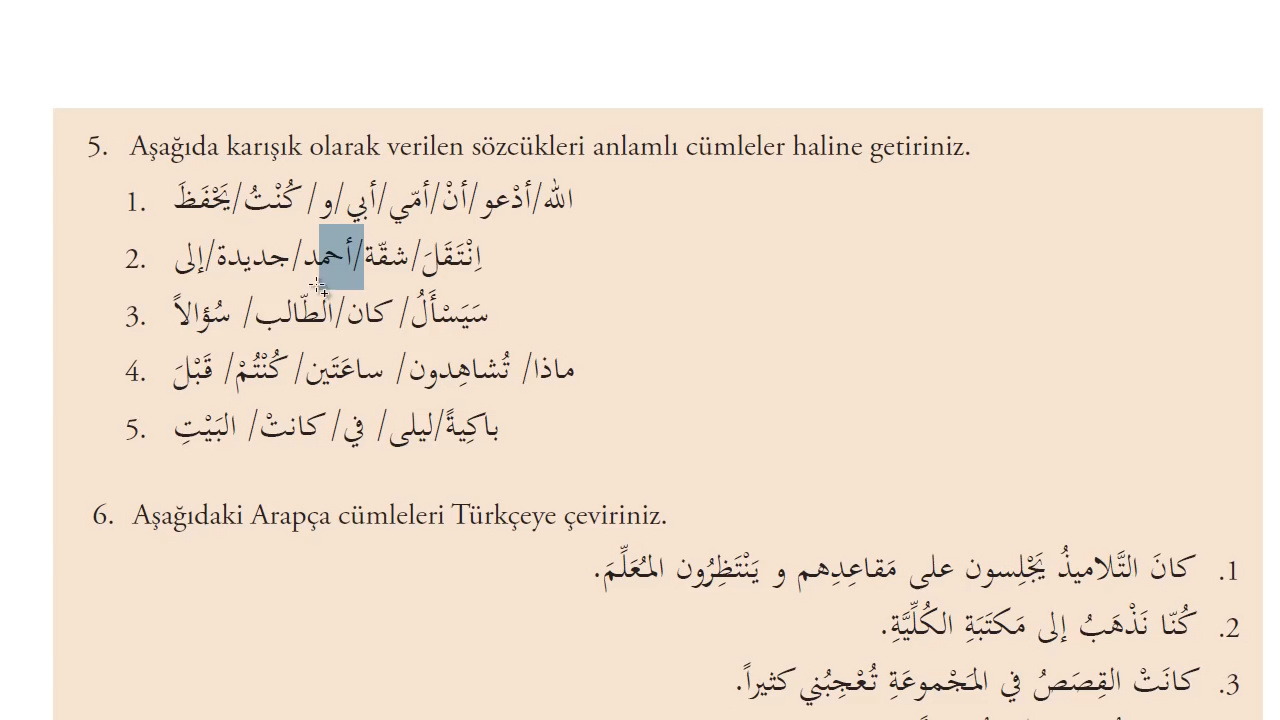 5. Aşağıda karışık olarak verilen sözcükleri anlamlı cümleler haline getiriniz.
1. الله/أدْعو/أنْ/أمّي/أبي/و/ كُنْتُ/يَحْفَظَ
2. اِنْتَقَلَ/شقّة/أحمد/جديدة/إلى
3. سَيَسْأَلُ/ كان/الطّالب/ سُؤالاً
4. ماذا/ تُشاهِدون/ ساعَتَين/ كُنْتُمْ/ قَبْلَ
5. باكِيةً/ليلى/ في/ كانتْ/ البَيْتِ
6. Aşağıdaki Arapça cümleleri Türkçeye çeviriniz.
1. كانَ التَّلاميذُ يَجْلِسون على مَقاعِدِهم و يَنْتَظِرُون المُعَلِّمَ.
2. كُنّا نَذْهَبُ إلى مَكتَبَةِ الكُلِّيَّةِ.
3. كانَتْ القِصَصُ في المَجْموعَةِ تُعْجِبُني كثيراً.